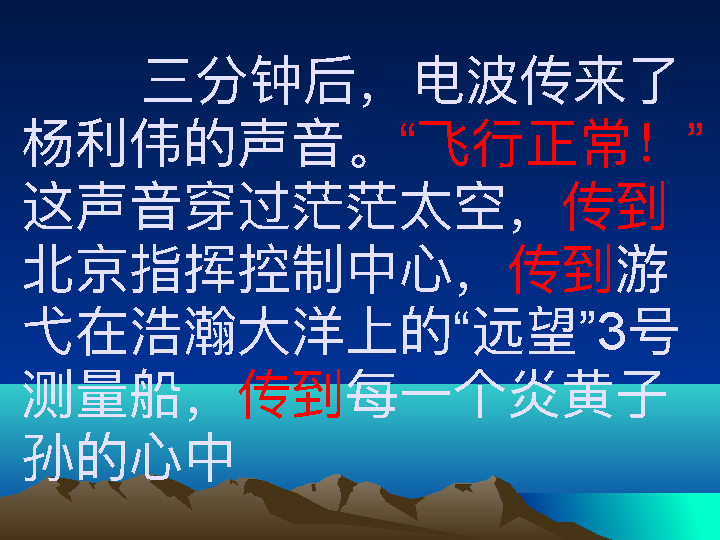 三分钟后，电波传来了
杨利伟的声音。“飞行正常！”
这声音穿过茫茫太空，传到
北京指挥控制中心，传到游
弋在浩瀚大洋上的“远望”3号
测量船，传到每一个炎黄子
孙的心中